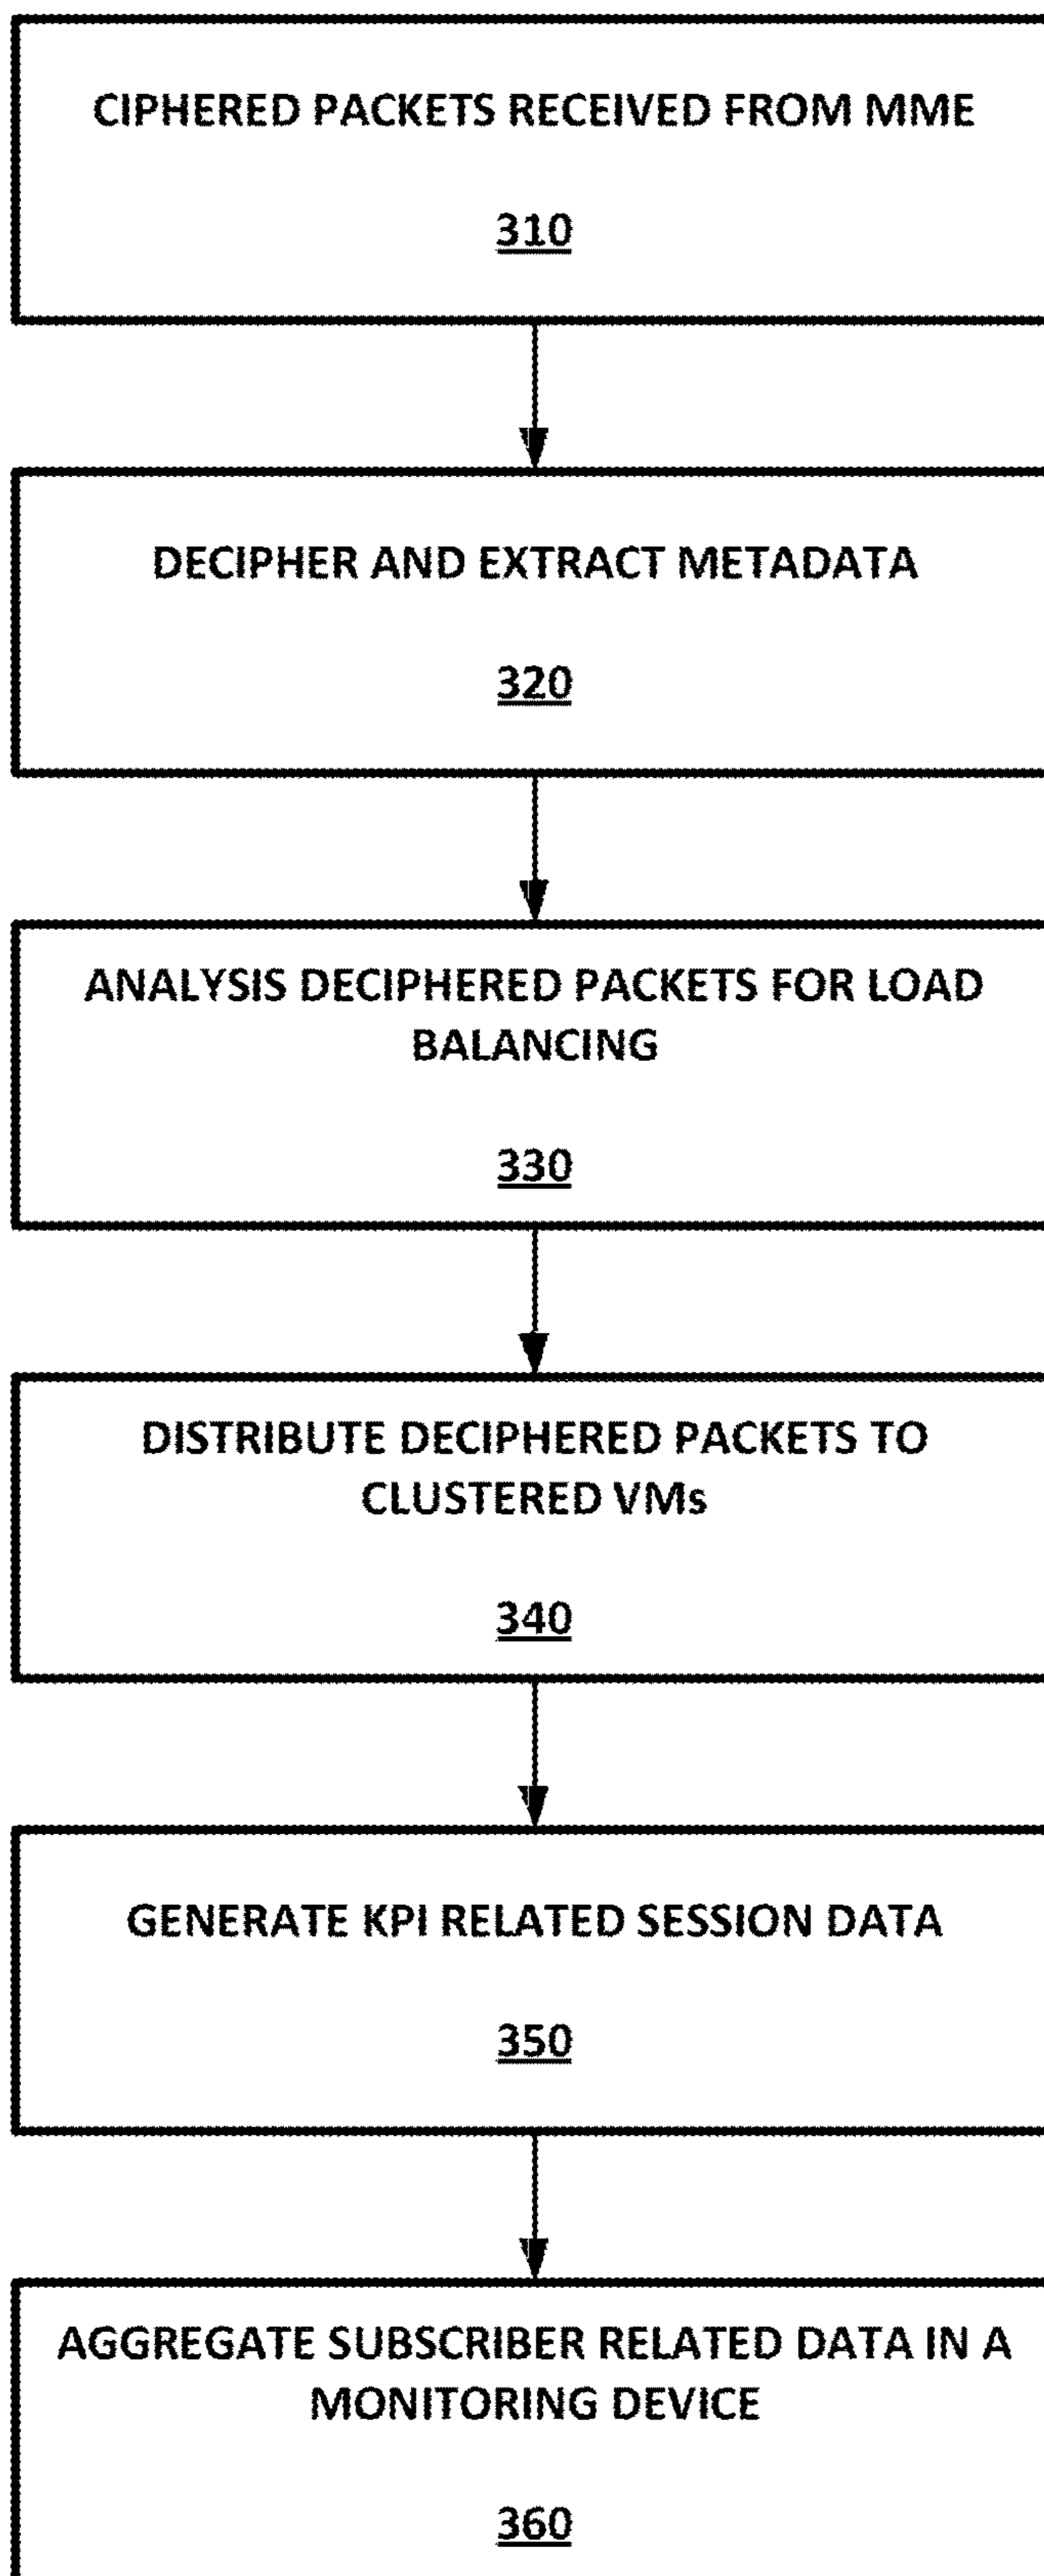 CIPHERED PACKETS RECEIVED FROM MME
310
DECIPHER AND EXTRACT METADATA
320
ANALYSIS DECIPHERED PACKETS FOR LOAD
BALANCING
330
DISTRIBUTE DECIPHERED PACKETS TO
CLUSTERED VMs
340
GENERATE KPI RELATED SESSION DATA
350
AGGREGATE SUBSCRIBER RELATED DATA IN A
MONITORING DEVICE
360